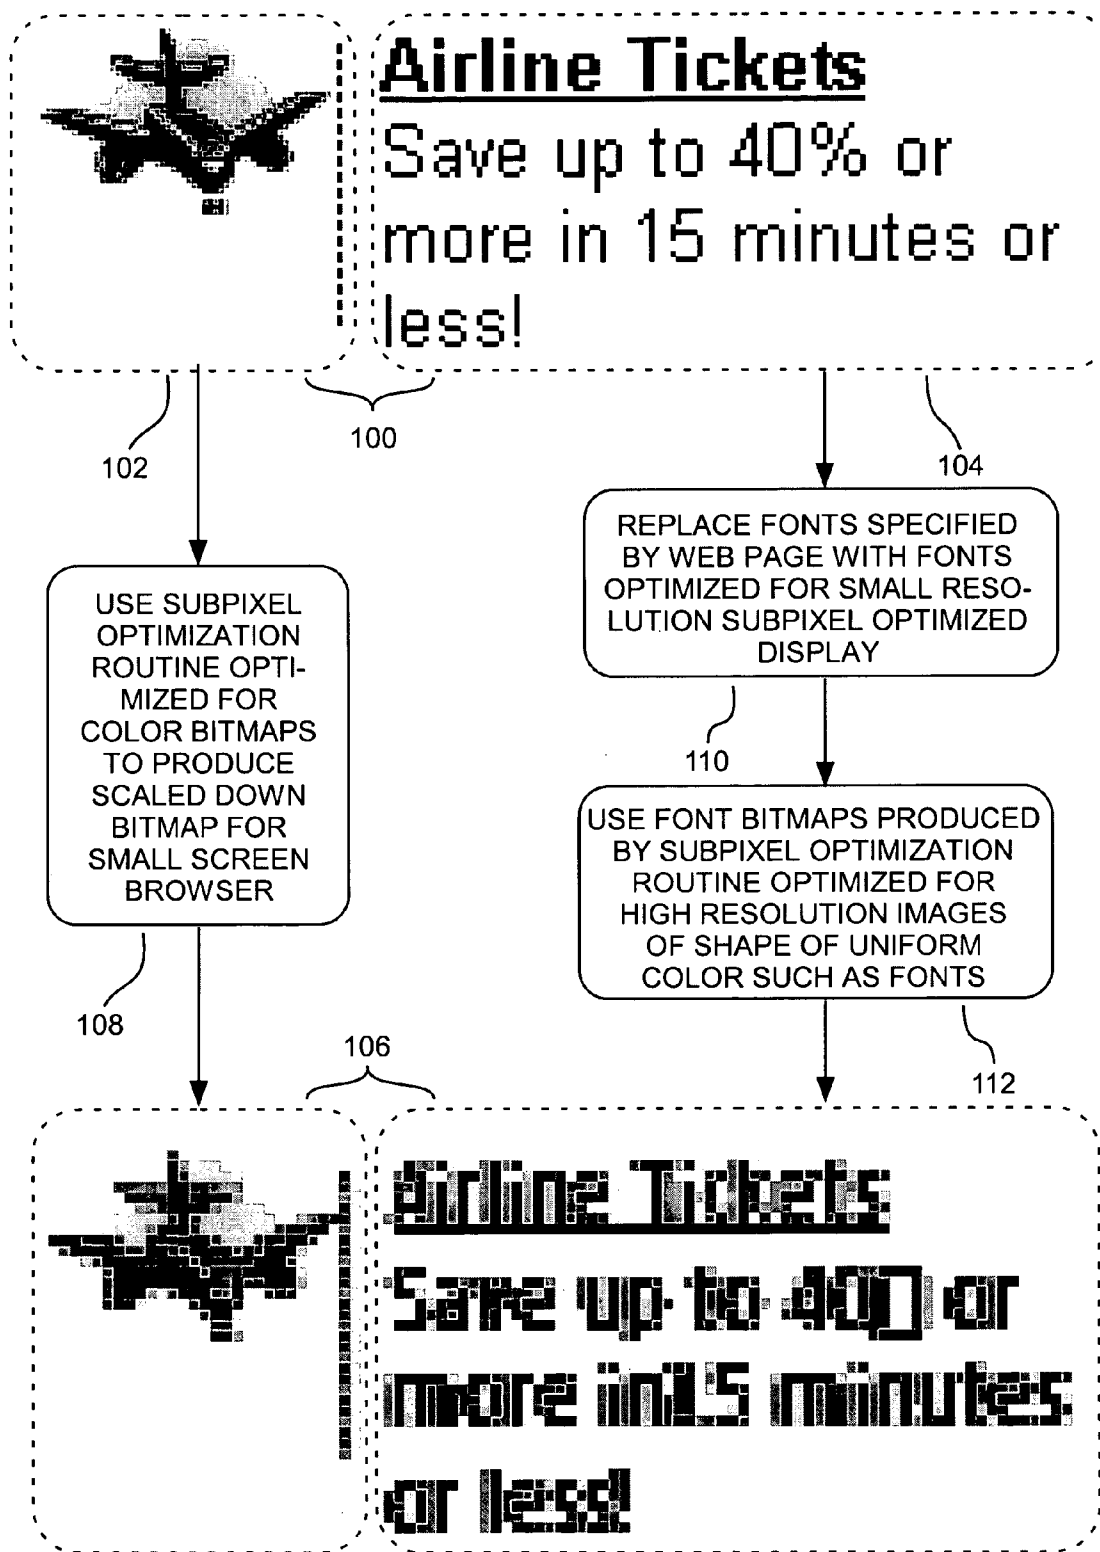 Airline Tickets
Save up to 40% or
more in 15 minutes or
less!
100
102
104
REPLACE FONTS SPECIFIED
BY WEB PAGE WITH FONTS
OPTIMIZED FOR SMALL RESO-
LUTION SUBPIXEL OPTIMIZED
DISPLAY
USE SUBPIXEL
OPTIMIZATION
ROUTINE OPTI-
MIZED FOR
COLOR BITMAPS
TO PRODUCE
SCALED DOWN
BITMAP FOR
SMALL SCREEN
BROWSER
110
USE FONT BITMAPS PRODUCED
BY SUBPIXEL OPTIMIZATION
ROUTINE OPTIMIZED FOR
HIGH RESOLUTION IMAGES
OF SHAPE OF UNIFORM
COLOR SUCH AS FONTS
108
106
112
Airline Tickets
Save up to 40 or
more in 15 minutes
or less!